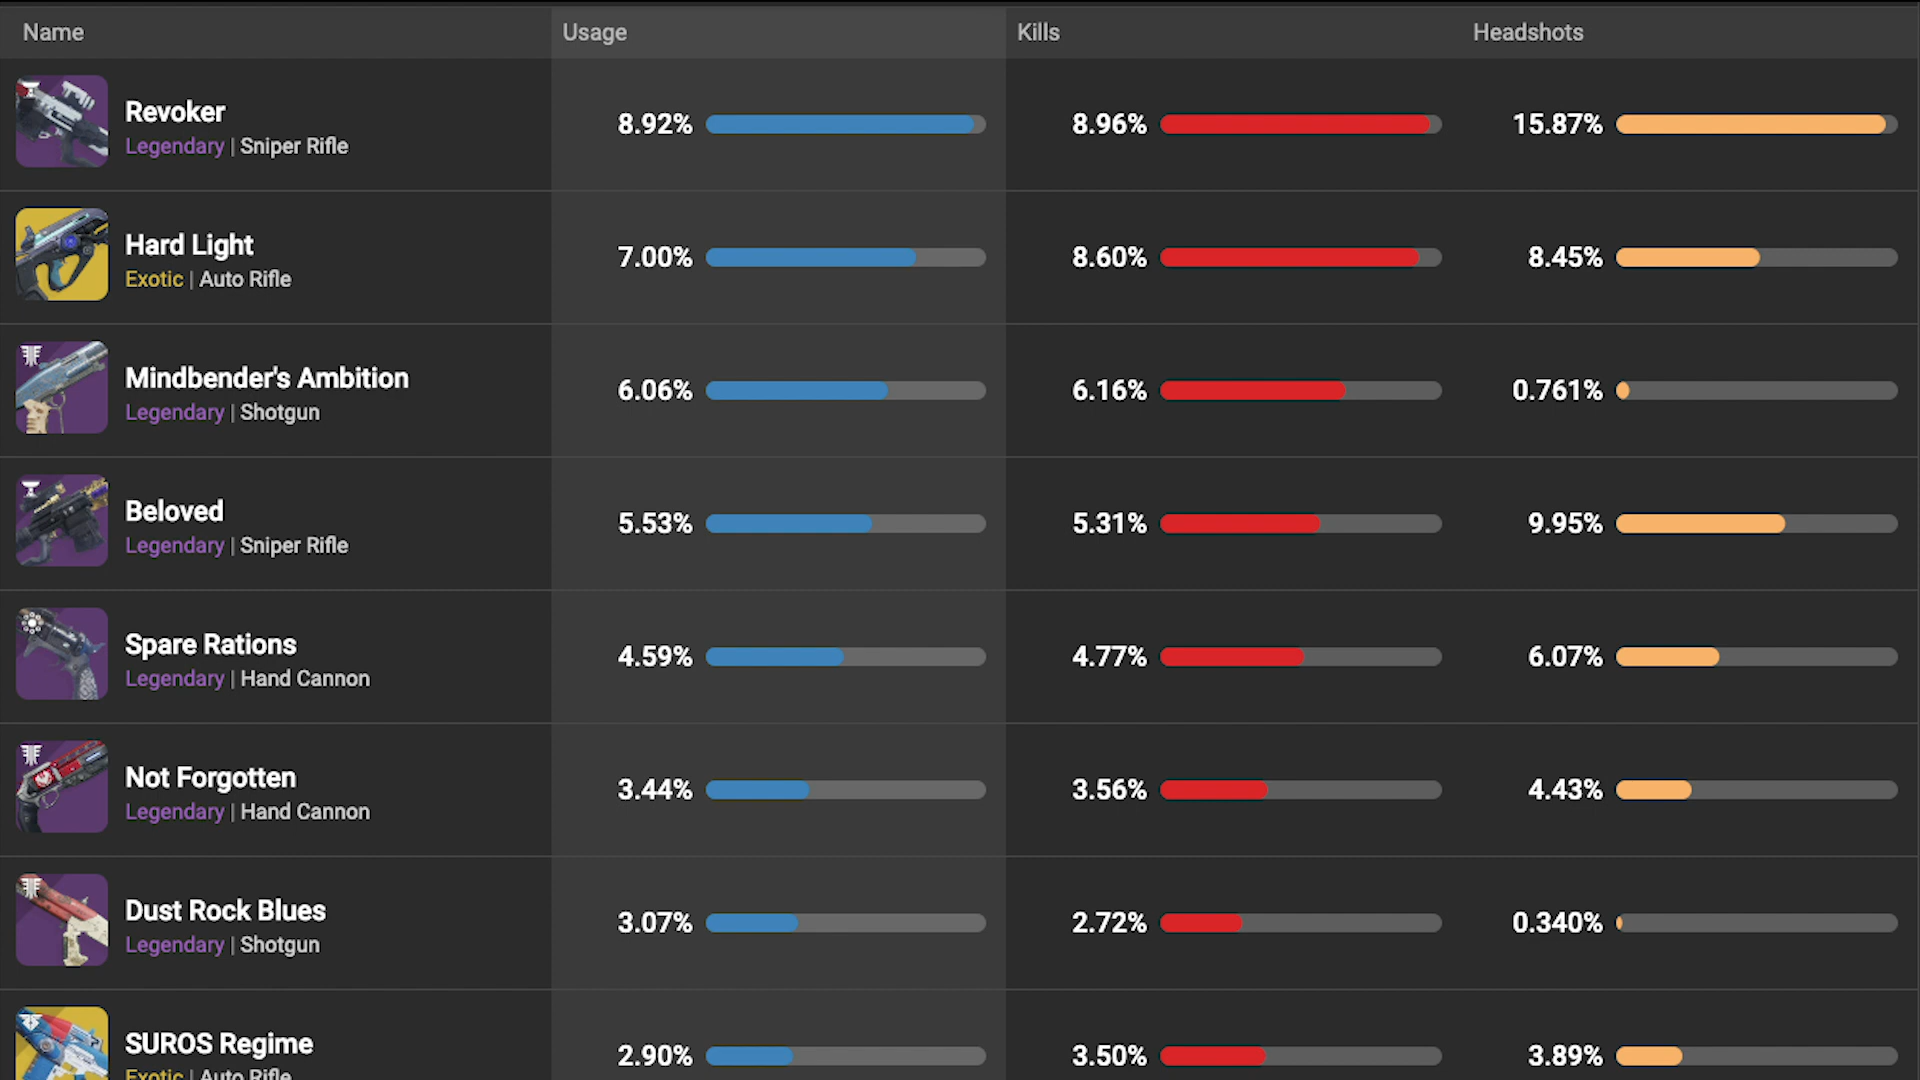 Name Usage Kills Headshots
Revoker
Legendary | Sniper Rifle
8.92% 8.96% 15.87%
Hard Light
Exotic | Auto Rifle
7.00% 8.60% 8.45%
Mindbender's Ambition
Legendary | Shotgun
6.06% 6.16% 0.761%
Beloved
Legendary | Sniper Rifle
5.53% 5.31% 9.95%
Spare Rations
Legendary | Hand Cannon
4.59% 4.77% 6.07%
Not Forgotten
Legendary | Hand Cannon
3.44% 3.56% 4.43%
Dust Rock Blues
Legendary | Shotgun
3.07% 2.72% 0.340%
SUROS Regime
Exotic | Auto Rifle
2.90% 3.50% 3.89%